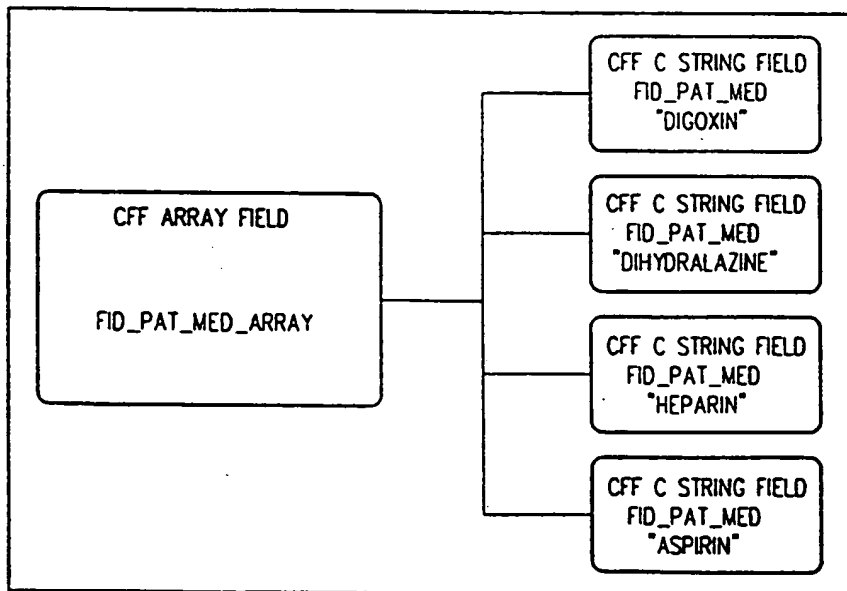 CFF ARRAY FIELD
FID_PAT_MED_ARRAY
CFF C STRING FIELD
FID_PAT_MED
"DIGOXIN"
CFF C STRING FIELD
FID_PAT_MED
"DIHYDRALAZINE"
CFF C STRING FIELD
FID_PAT_MED
"HEPARIN"
CFF C STRING FIELD
FID_PAT_MED
"ASPIRIN"